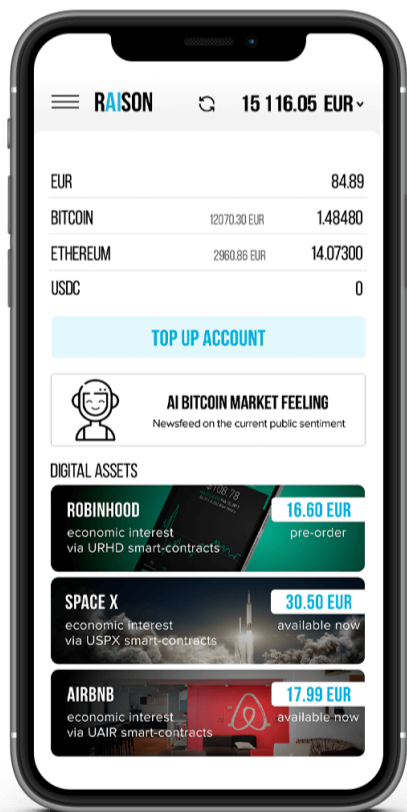 RAISON
15 116.05 EUR
EUR 84.89
BITCOIN 12070.30 EUR 1.48480
ETHEREUM 2960.86 EUR 14.07300
USDC 0
TOP UP ACCOUNT
AI BITCOIN MARKET FEELING
Newsfeed on the current public sentiment
DIGITAL ASSETS
$108.78
ROBINHOOD 16.60 EUR
economic interest pre-order
via URHD smart-contracts
SPACE X 30.50 EUR
economic interest available now
via USPX smart-contracts
AIRBNB 17.99 EUR
economic interest available now
via UAIR smart-contracts